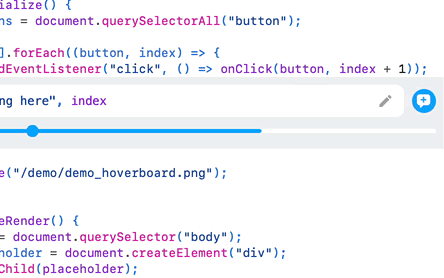 ialize() {
ns = document.querySelectorAll("button");
].forEach((button, index) => {
dEventListener("click", () => onClick(button, index + 1));
ng here", index
e("/demo/demo_hoverboard.png");
eRender() {
= document.querySelector("body");
holder = document.createElement("div");
Child(placeholder);